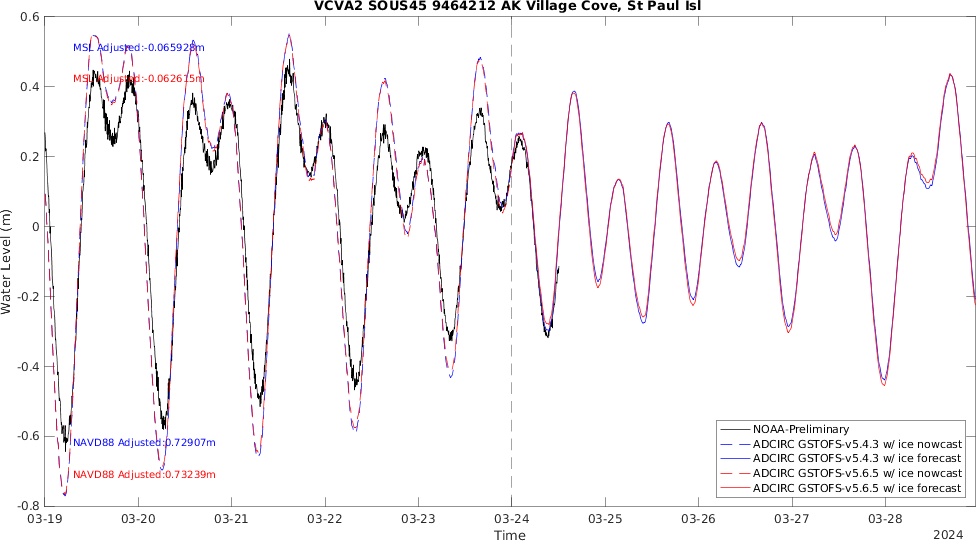 VCVA2 SOUS45 9464212 AK Village Cove, St Paul Isl
0.6
MSL Adjusted:-0.065928m
MSL Adjusted:-0.062615m
0.4
0.2
0
-0.2
-0.4
-0.6
-0.8
Water Level (m)
NAVD88 Adjusted:0.72907m
NAVD88 Adjusted:0.73239m
NOAA-Preliminary
ADCIRC GSTOFS-v5.4.3 w/ ice nowcast
ADCIRC GSTOFS-v5.4.3 w/ ice forecast
ADCIRC GSTOFS-v5.6.5 w/ ice nowcast
ADCIRC GSTOFS-v5.6.5 w/ ice forecast
03-19 03-20 03-21 03-22 03-23 03-24 03-25 03-26 03-27 03-28
Time
2024